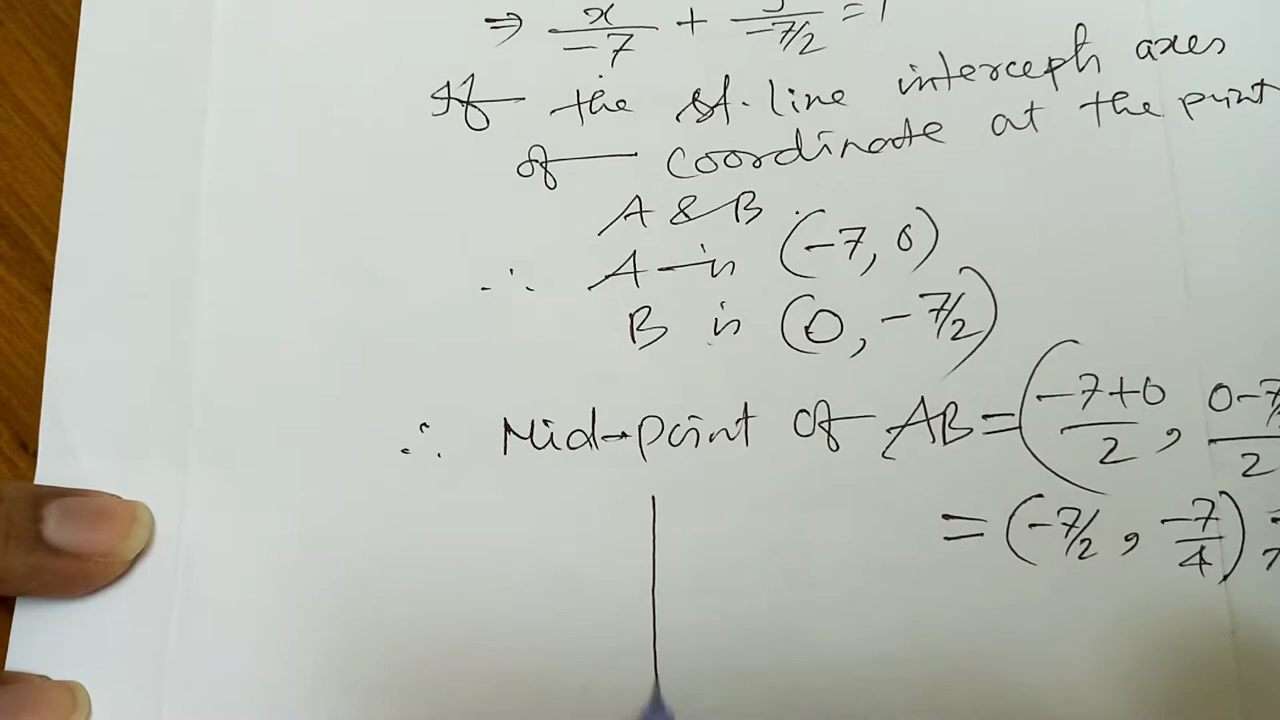 ⇒ x/-7 + y/-7/2 = 1
If the st. line intercepts axes
of coordinate at the point
A & B.
∴ A is (-7, 0)
B is (0, -7/2)
∴ Mid-point of AB = (-7+0/2, 0-7/2
= (-7/2, -7/4)